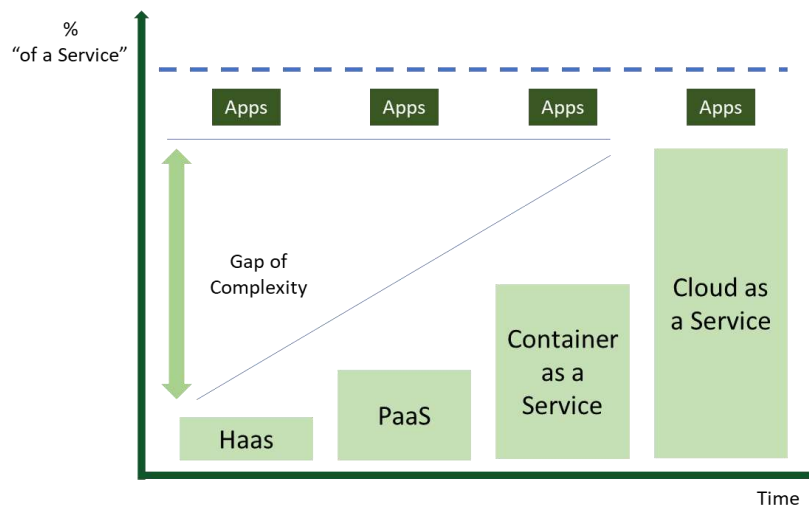 %
“of a Service”
Apps
Apps
Apps
Apps
Gap of
Complexity
Haas
PaaS
Container
as a
Service
Cloud as
a Service
Time